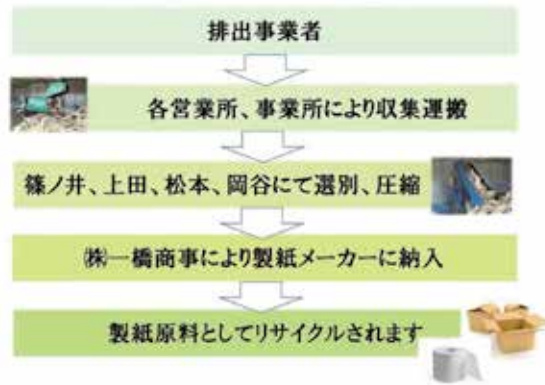 排出事業者
各営業所、事業所により収集運搬
篠ノ井、上田、松本、岡谷にて選別、圧縮
㈱一橋商事により製紙メーカーに納入
製紙原料としてリサイクルされます